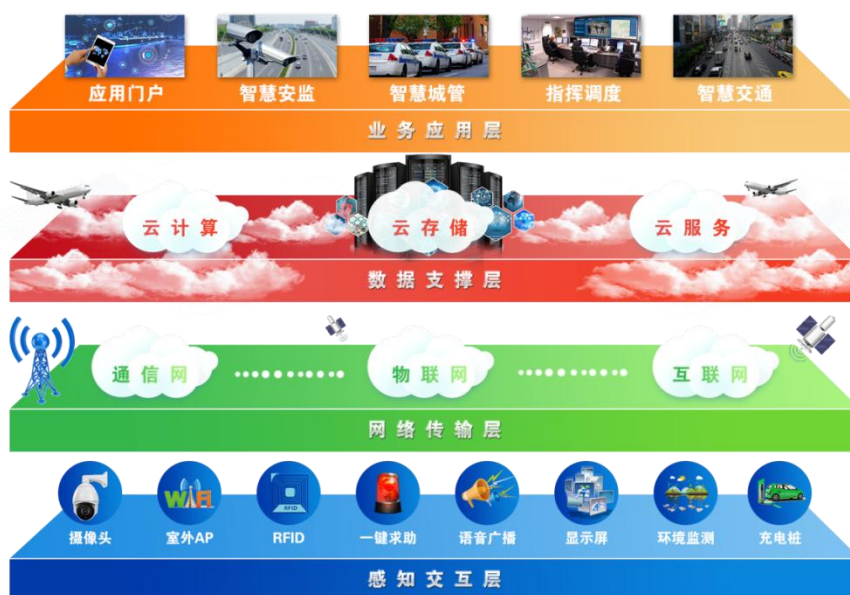 应用门户
智慧安监
智慧城管
指挥调度
智慧交通
业务应用层
云计算
云存储
云服务
数据支撑层
通信网
物联网
互联网
网络传输层
WiFi
RFID
摄像头
室外AP
RFID
一键求助
语音广播
显示屏
环境监测
充电桩
感知交互层